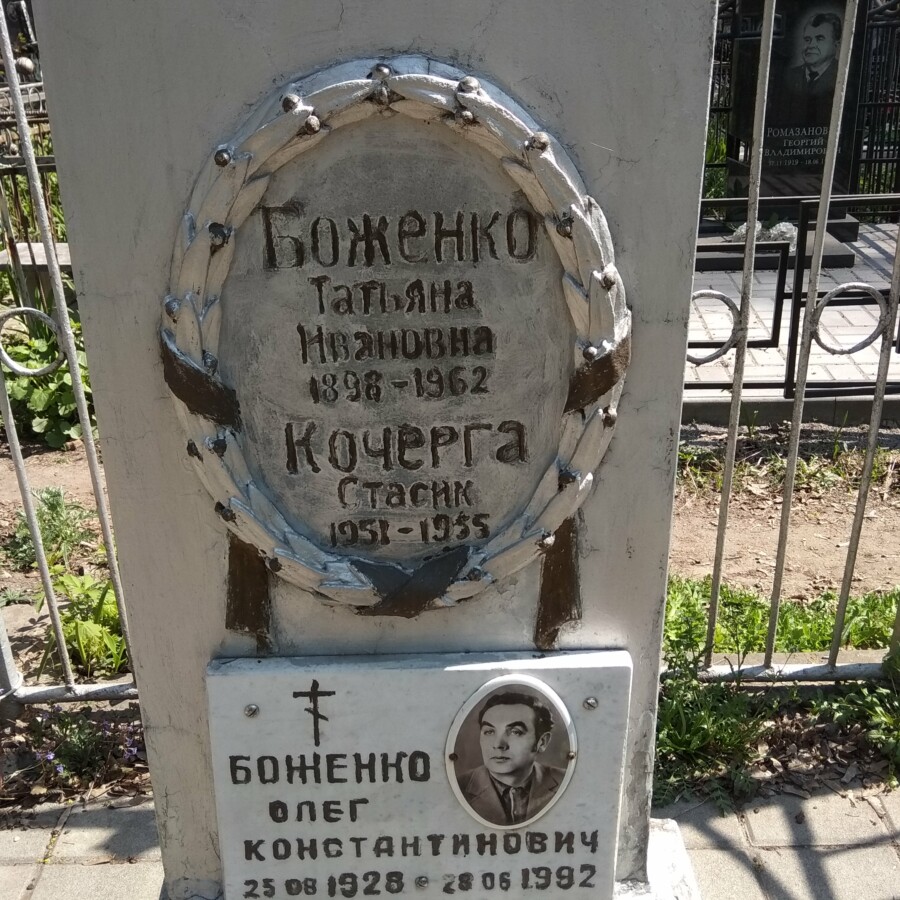 Боженко
Татьяна
Ивановна
1898-1962
Кочерга
Стасик
1951-1955
БОЖЕНКО
ОЛЕГ
КОНСТАНТИНОВИЧ
25 08 1928 • 28 06 1992
РОМАЗАНОВ
ГЕОРГИЙ